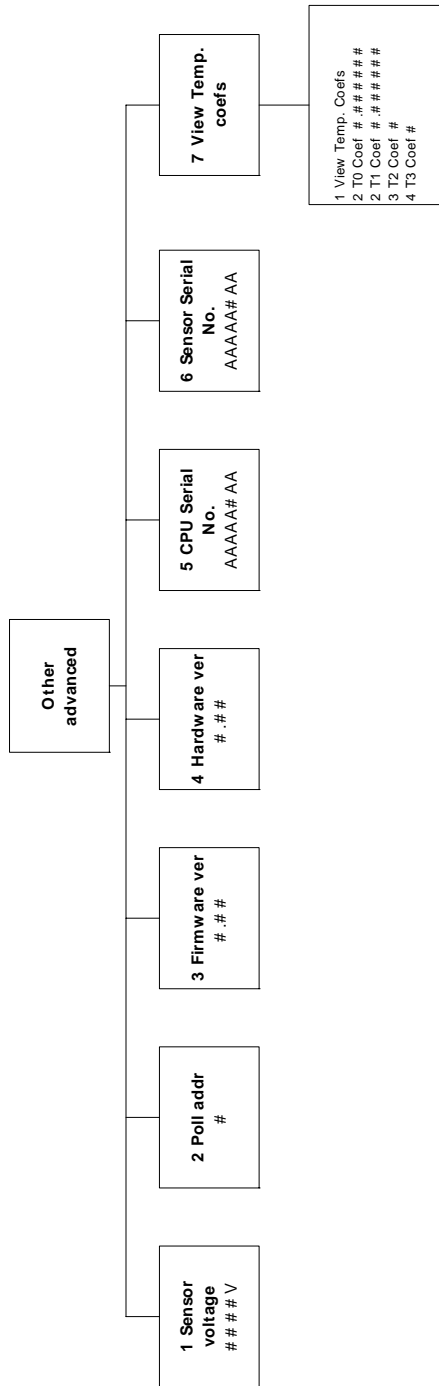 Other
advanced
1 Sensor
voltage
# # # # V
2 Poll addr
#
3 Firmware ver
# . # #
4 Hardware ver
# . # #
5 CPU Serial
No.
AAAAA# AA
6 Sensor Serial
No.
AAAAA# AA
7 View Temp.
coefs
1 View Temp. Coefs
2 T0 Coef # .# # # # # #
2 T1 Coef # .# # # # # #
3 T2 Coef #
4 T3 Coef #